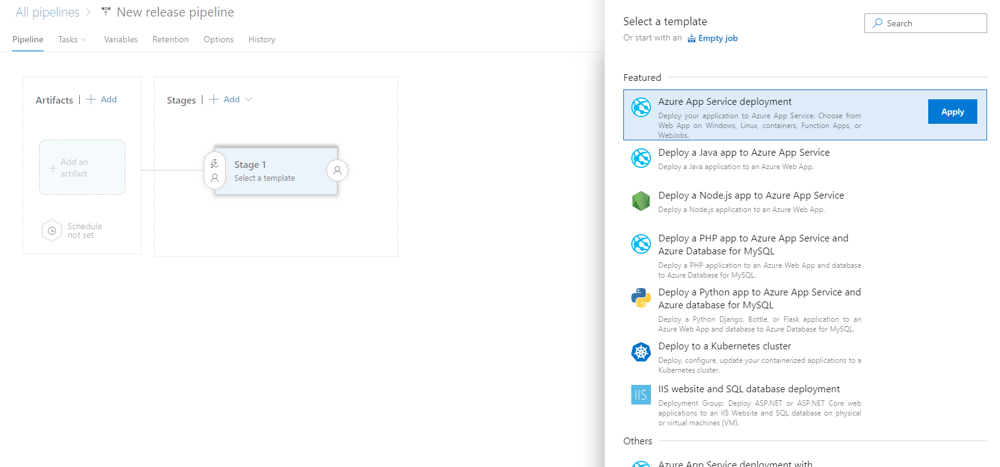 All pipelines > New release pipeline
Pipeline Tasks Variables Retention Options History
Artifacts | + Add
Add an
artifact
Schedule
not set
Stages | + Add
Stage 1
Select a template
Select a template
Or start with an Empty job
Search
Featured
Azure App Service deployment
Deploy your application to Azure App Service. Choose from
Web App on Windows, Linux, containers, Function Apps, or
WebJobs.
Apply
Deploy a Java app to Azure App Service
Deploy a Java application to an Azure Web App.
Deploy a Node.js app to Azure App Service
Deploy a Node.js application to an Azure Web App.
Deploy a PHP app to Azure App Service and
Azure Database for MySQL
Deploy a PHP application to an Azure Web App and database
to Azure Database for MySQL.
Deploy a Python app to Azure App Service and
Azure database for MySQL
Deploy a Python Django, Bottle, or Flask application to an
Azure Web App and database to Azure Database for MySQL.
Deploy to a Kubernetes cluster
Deploy, configure, update your containerized applications to a
Kubernetes cluster.
IIS
IIS website and SQL database deployment
Deployment Group: Deploy ASP.NET or ASP.NET Core web
applications to an IIS Website and SQL database on physical
or virtual machines (VM).
Others
Azure App Service deployment with